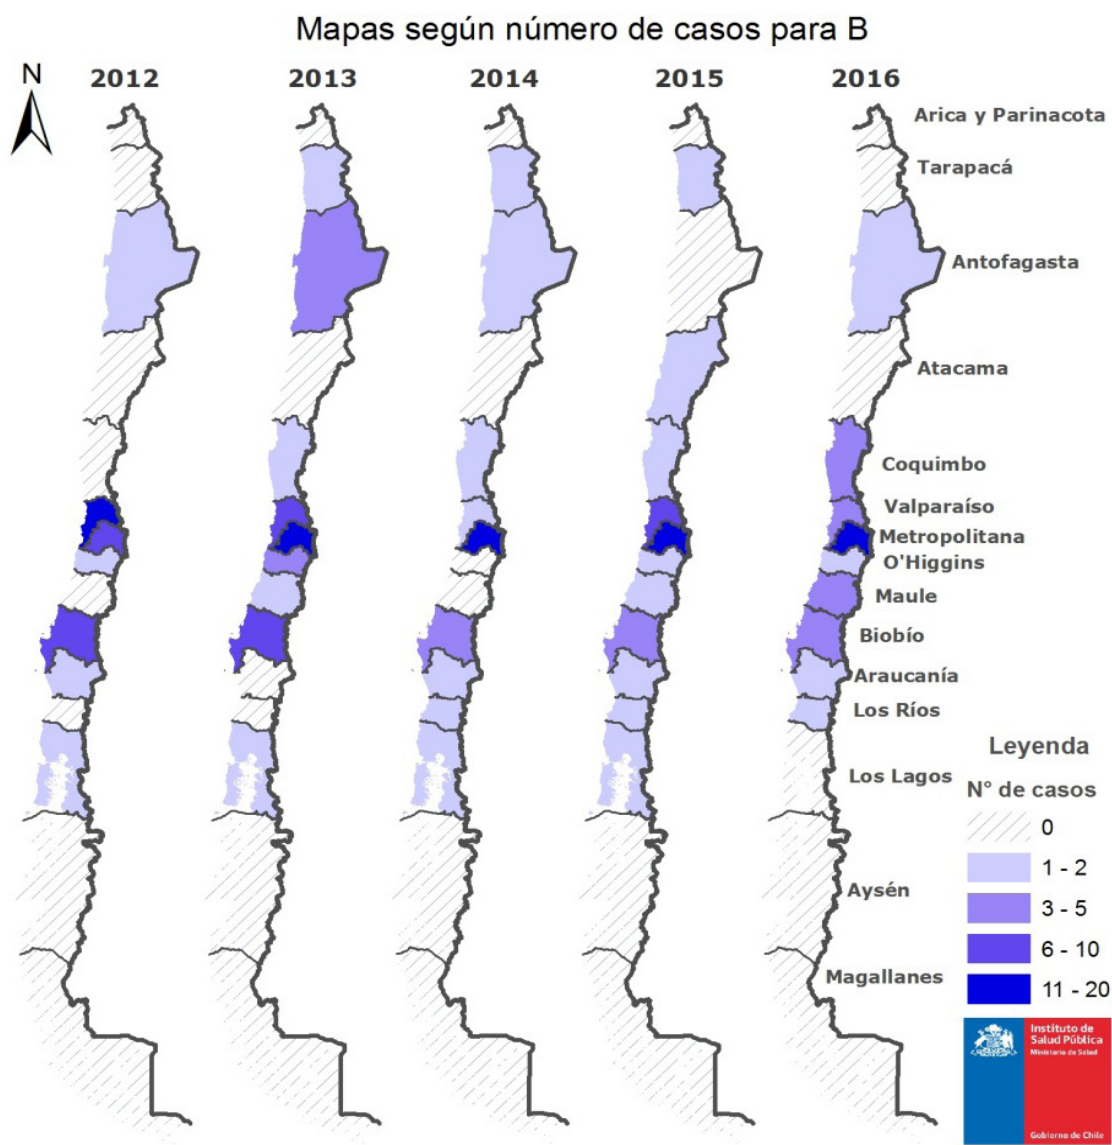 Mapas según número de casos para B
N
2012 2013 2014 2015 2016
Arica y Parinacota
Tarapacá
Antofagasta
Atacama
Coquimbo
Valparaíso
Metropolitana
O'Higgins
Maule
Biobío
Araucanía
Los Ríos
Los Lagos
Aysén
Magallanes
Leyenda
N° de casos
0
1 - 2
3 - 5
6 - 10
11 - 20
Instituto de
Salud Pública
Ministerio de Salud
Gobierno de Chile